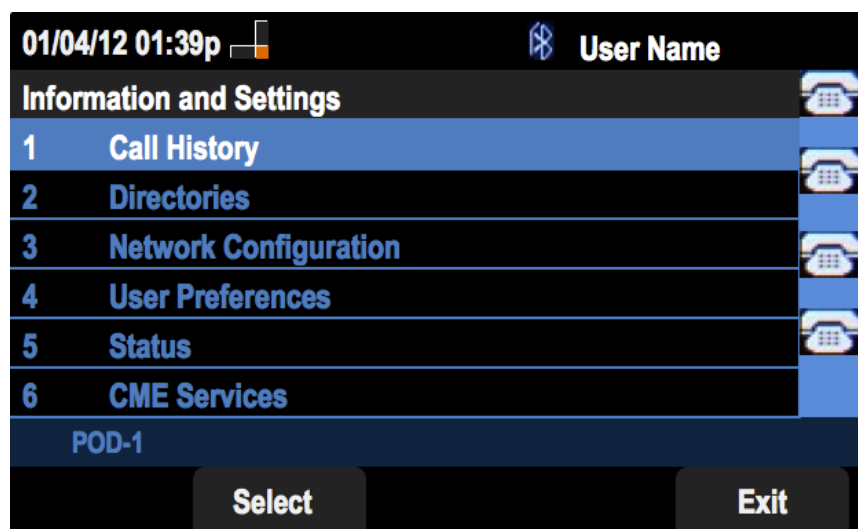 01/04/12 01:39p User Name
Information and Settings
1 Call History
2 Directories
3 Network Configuration
4 User Preferences
5 Status
6 CME Services
POD-1
Select Exit